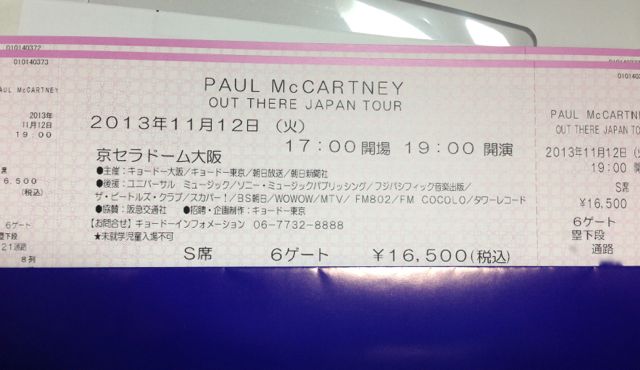 010140372
010140373
PAUL McCARTNEY
OUT THERE JAPAN TOUR
2013年11月12日 (火)
17:00開場 19:00 開演
京セラドーム大阪
●主催:キョードー大阪/キョードー東京/朝日放送/朝日新聞社
●後援:ユニバーサル ミュージック/ソニー・ミュージックパブリッシング/フジパシフィック音楽出版/
ザ・ビートルズ・クラブ/スカパー!/BS朝日/WOWOW/MTV/ FM802/FM COCOLO/タワーレコード
●協賛:阪急交通社 ●招聘・企画制作:キョードー東京
【お問合せ】キョードーインフォメーション 06-7732-8888
★未就学児童入場不可
S席 6ゲート ¥16,500(税込)
PAUL McCARTNEY
2013年
11月12日
19:00
席
6,500
(税込)
ゲート
塁下段
21通路
8列
010140372
010140373
PAUL McCARTNEY
OUT THERE JAPAN TOUR
2013年11月12日(火
S席
¥16,500
6ゲート
塁下段
通路